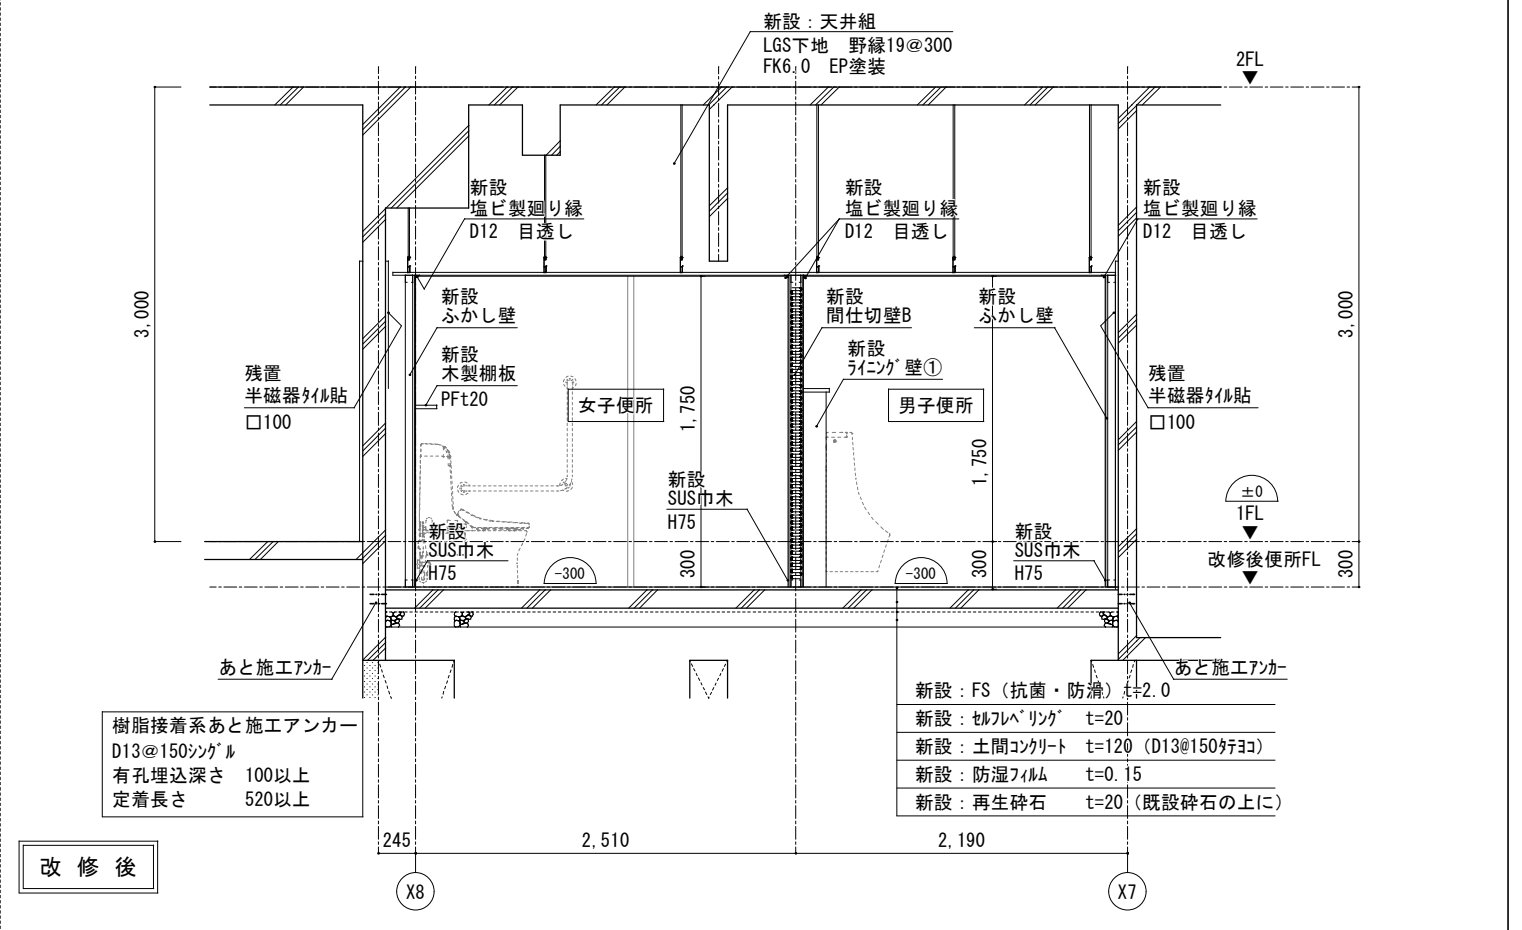 新設：天井組
LGS下地　野縁19@300
FK6.0　EP塗装
2FL
新設
塩ビ製廻り縁
D12　目透し
新設
塩ビ製廻り縁
D12　目透し
新設
塩ビ製廻り縁
D12　目透し
3,000
新設
ふかし壁
新設
間仕切壁B
新設
ふかし壁
3,000
新設
木製棚板
PFt20
新設
ﾗｲﾆﾝｸﾞ壁①
残置
半磁器ﾀｲﾙ貼
□100
女子便所
1,750
男子便所
残置
半磁器ﾀｲﾙ貼
□100
1,750
新設
SUS巾木
H75
±0
1FL
新設
SUS巾木
H75
新設
SUS巾木
H75
改修後便所FL
-300
300
-300
300
300
あと施工ｱﾝｶｰ
あと施工ｱﾝｶｰ
新設：FS（抗菌・防滑）t=2.0
新設：ｾﾙﾌﾚﾍﾞﾘﾝｸﾞ　t=20
新設：土間ｺﾝｸﾘｰﾄ　t=120（D13@150ﾀﾃﾖｺ）
新設：防湿ﾌｨﾙﾑ　t=0.15
新設：再生砕石　t=20（既設砕石の上に）
樹脂接着系あと施工アンカー
D13@150ｼﾝｸﾞﾙ
有孔埋込深さ　100以上
定着長さ　520以上
245
2,510
2,190
改修後
X8
X7